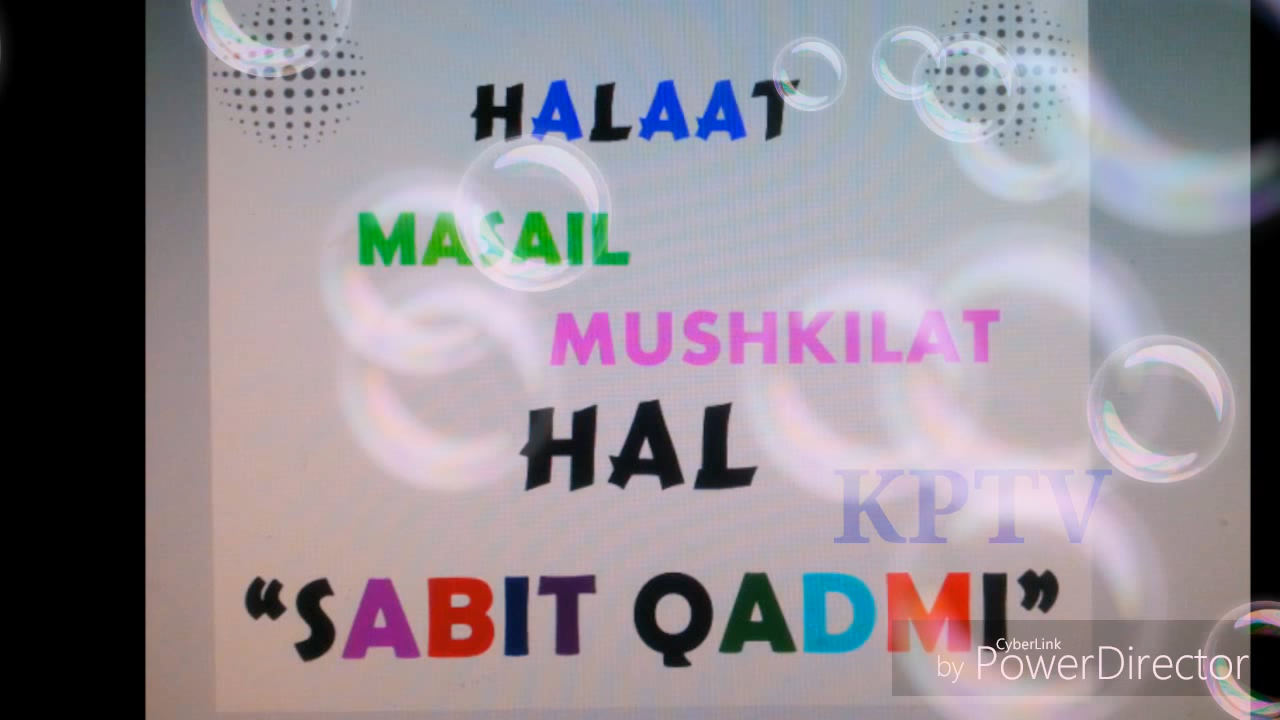 HALAAT
MASAIL
MUSHKILAT
HAL
KPTV
“SABIT QADMI”
CyberLink
by PowerDirector